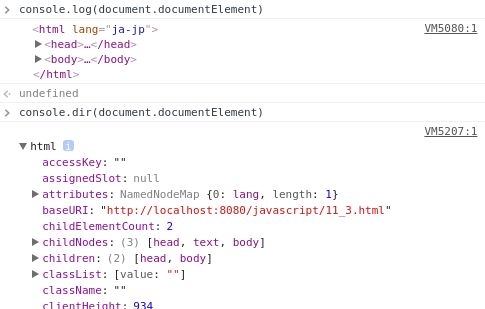 console.log(document.documentElement)
<html lang="ja-jp"> VM5080:1
<head>…</head>
<body>…</body>
</html>
undefined
console.dir(document.documentElement)
VM5207:1
html i
accessKey: ""
assignedSlot: null
attributes: NamedNodeMap {0: lang, length: 1}
baseURI: "http://localhost:8080/javascript/11_3.html"
childElementCount: 2
childNodes: (3) [head, text, body]
children: (2) [head, body]
classList: [value: ""]
className: ""
clientHeight: 934